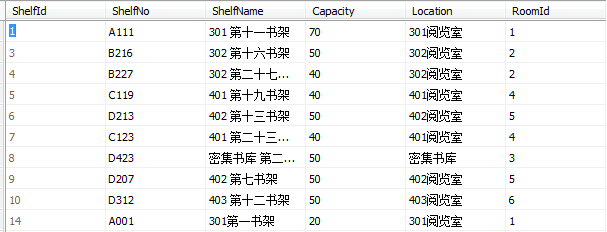 ShelfId ShelfNo ShelfName Capacity Location RoomId
1 A111 301 第十一书架 70 301阅览室 1
3 B216 302 第十六书架 50 302阅览室 2
4 B227 302 第二十七... 40 302阅览室 2
5 C119 401 第十九书架 40 401阅览室 4
6 D213 402 第十三书架 50 402阅览室 5
7 C123 401 第二十三... 40 401阅览室 4
8 D423 密集书库 第二... 50 密集书库 3
9 D207 402 第七书架 50 402阅览室 5
10 D312 403 第十二书架 50 403阅览室 6
14 A001 301第一书架 20 301阅览室 1